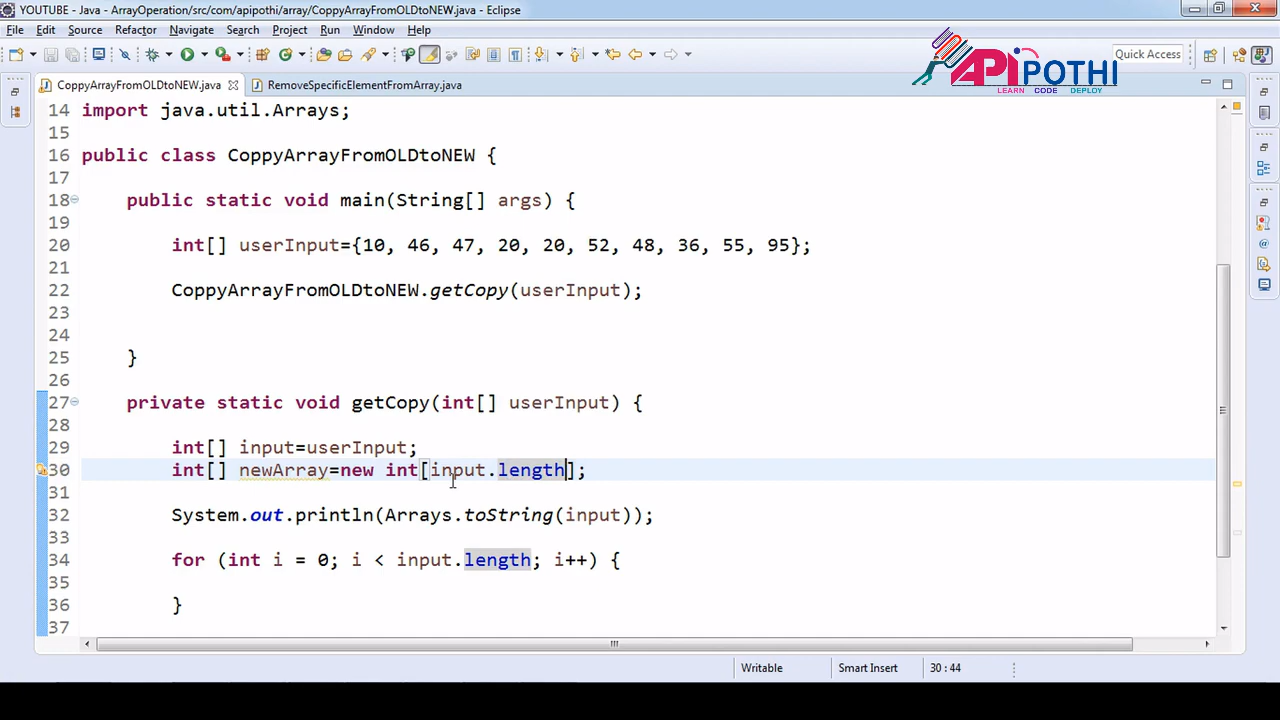 YOUTUBE - Java - ArrayOperation/src/com/apipothi/array/CoppyArrayFromOLDtoNEW.java - Eclipse
File Edit Source Refactor Navigate Search Project Run Window Help
Quick Access
APIPOTHI
LEARN CODE DEPLOY
CoppyArrayFromOLDtoNEW.java RemoveSpecificElementFromArray.java
14 import java.util.Arrays;
15
16 public class CoppyArrayFromOLDtoNEW {
17
18 public static void main(String[] args) {
19
20 int[] userInput={10, 46, 47, 20, 20, 52, 48, 36, 55, 95};
21
22 CoppyArrayFromOLDtoNEW.getCopy(userInput);
23
24
25 }
26
27 private static void getCopy(int[] userInput) {
28
29 int[] input=userInput;
30 int[] newArray=new int[input.length];
31
32 System.out.println(Arrays.toString(input));
33
34 for (int i = 0; i < input.length; i++) {
35
36 }
37
Writable Smart Insert 30 : 44